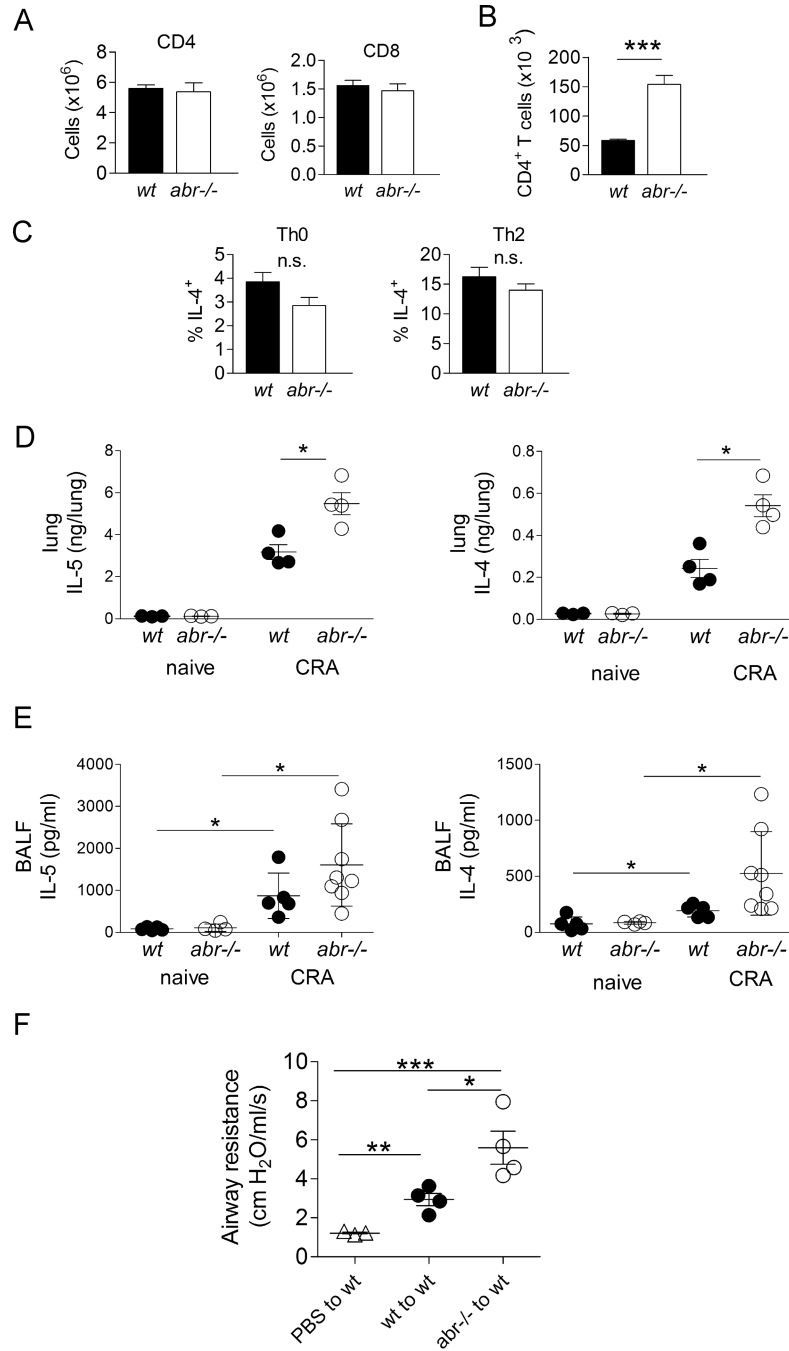 A
CD4
Cells (x10⁶)
8
6
4
2
0
wt abr-/-
CD8
Cells (x10⁶)
2.0
1.5
1.0
0.5
0.0
wt abr-/-
B
***
CD4⁺ T cells (x10 ³)
200
150
100
50
0
wt abr-/-
C
Th0
n.s.
% IL-4⁺
5
4
3
2
1
0
wt abr-/-
Th2
n.s.
% IL-4⁺
20
15
10
5
0
wt abr-/-
D
lung
IL-5 (ng/lung)
8
6
4
2
0
*
wt abr-/- wt abr-/-
naive CRA
lung
IL-4 (ng/lung)
0.8
0.6
0.4
0.2
0.0
*
wt abr-/- wt abr-/-
naive CRA
E
BALF
IL-5 (pg/ml)
4000
3000
2000
1000
0
*
*
wt abr-/- wt abr-/-
naive CRA
BALF
IL-4 (pg/ml)
1500
1000
500
0
*
*
wt abr-/- wt abr-/-
naive CRA
F
Airway resistance
(cm H₂O/ml/s)
10
8
6
4
2
0
***
*
**
PBS to wt
wt to wt
abr-/- to wt